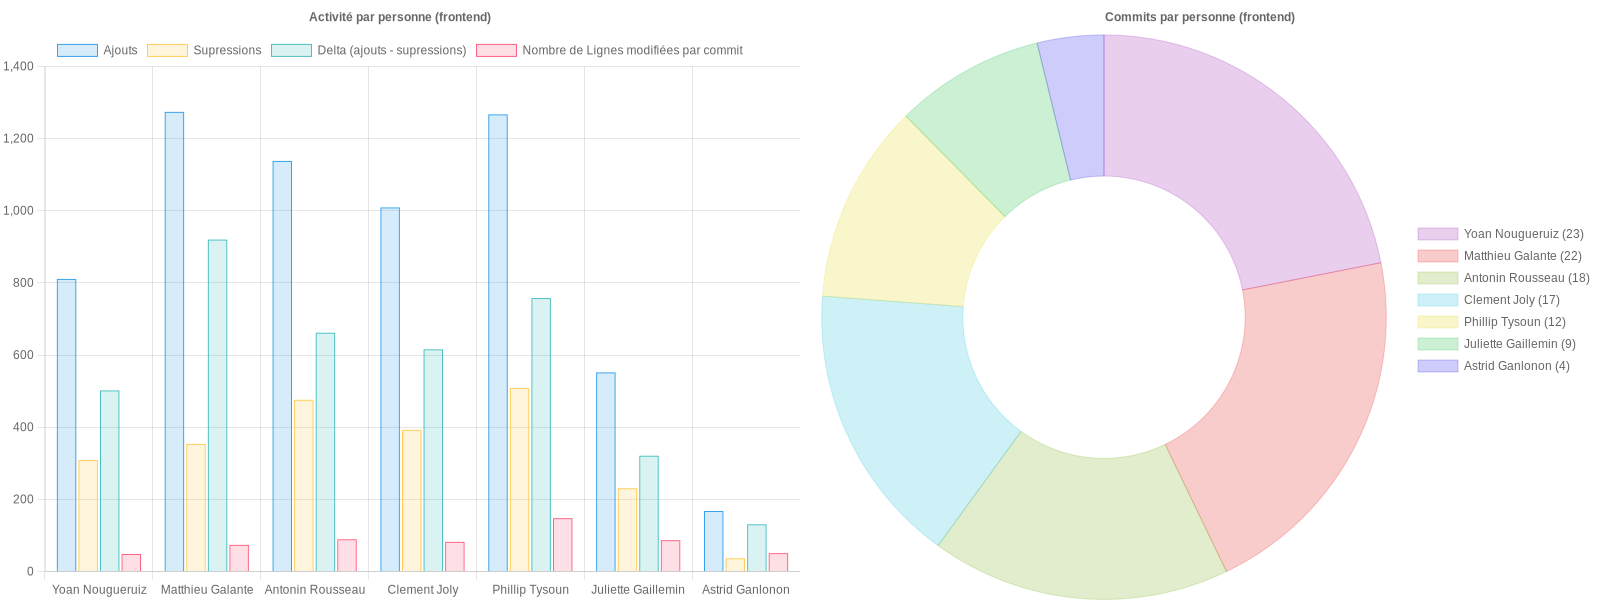 Activité par personne (frontend)
Ajouts Supressions Delta (ajouts - supressions) Nombre de Lignes modifiées par commit
1,400
1,200
1,000
800
600
400
200
0
Yoan Nougueruiz Matthieu Galante Antonin Rousseau Clement Joly Phillip Tysoun Juliette Gaillemin Astrid Ganlonon
Commits par personne (frontend)
Yoan Nougueruiz (23)
Matthieu Galante (22)
Antonin Rousseau (18)
Clement Joly (17)
Phillip Tysoun (12)
Juliette Gaillemin (9)
Astrid Ganlonon (4)